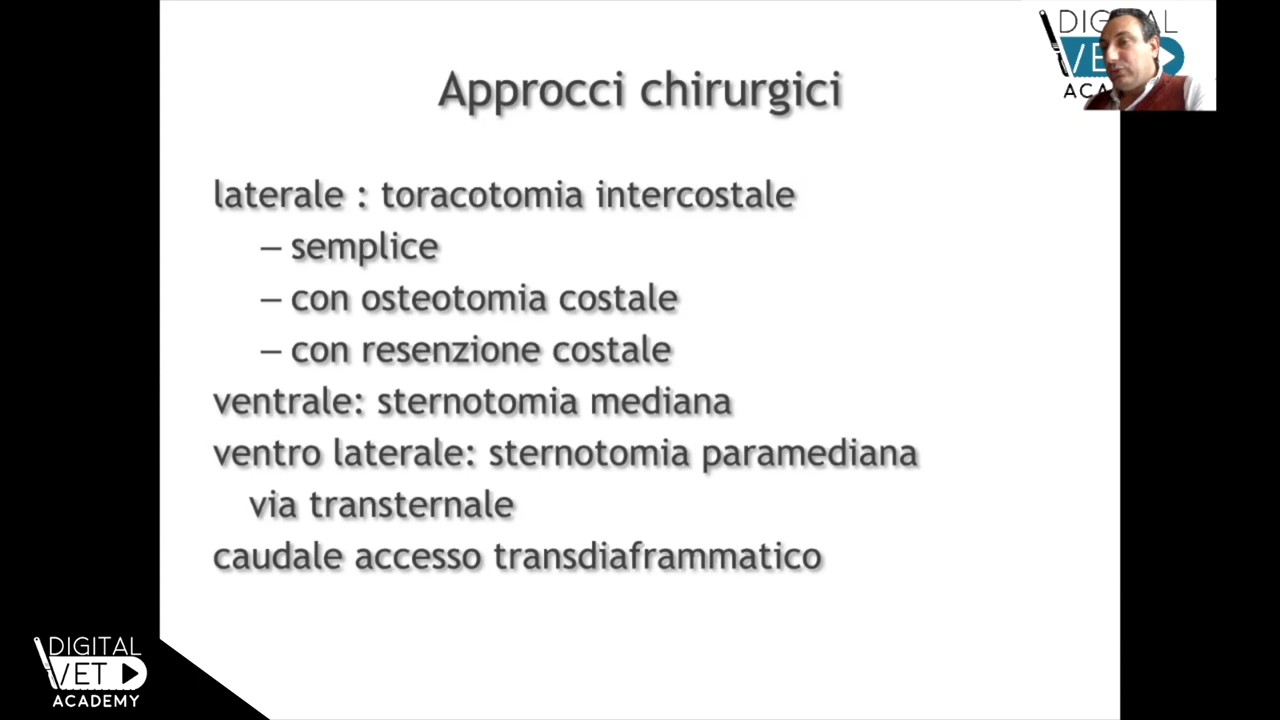 Approcci chirurgici
laterale : toracotomia intercostale
– semplice
– con osteotomia costale
– con resenzione costale
ventrale: sternotomia mediana
ventro laterale: sternotomia paramediana
via transternale
caudale accesso transdiaframmatico
DIGITAL
VET
ACADEMY